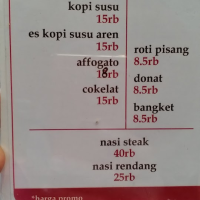 kopi susu
15rb
es kopi susu aren
15rb
affogato
18rb
cokelat
15rb
roti pisang
8.5rb
donat
8.5rb
bangket
8.5rb
nasi steak
40rb
nasi rendang
25rb
*harga promo